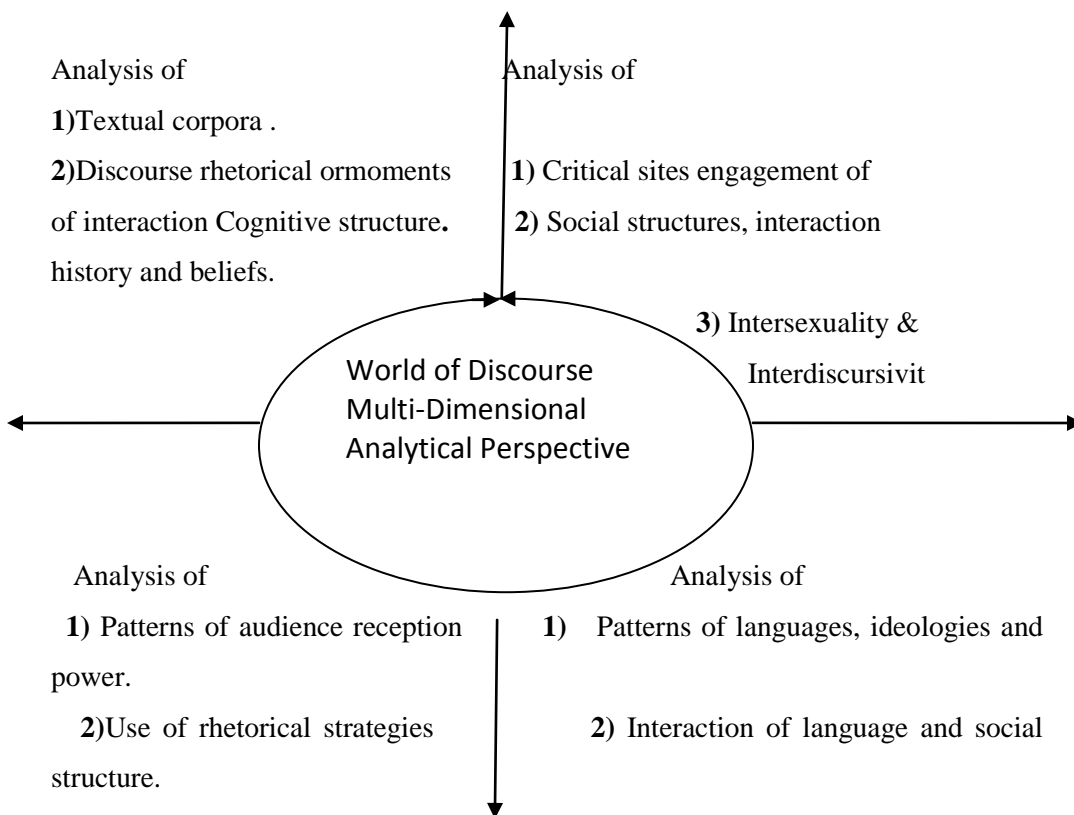 Analysis of
1)Textual corpora .
2)Discourse rhetorical ormoments
of interaction Cognitive structure.
history and beliefs.
Analysis of
1) Critical sites engagement of
2) Social structures, interaction
3) Intersexuality &
Interdiscursivit
World of Discourse
Multi-Dimensional
Analytical Perspective
Analysis of
1) Patterns of audience reception
power.
2)Use of rhetorical strategies
structure.
Analysis of
1) Patterns of languages, ideologies and
2) Interaction of language and social